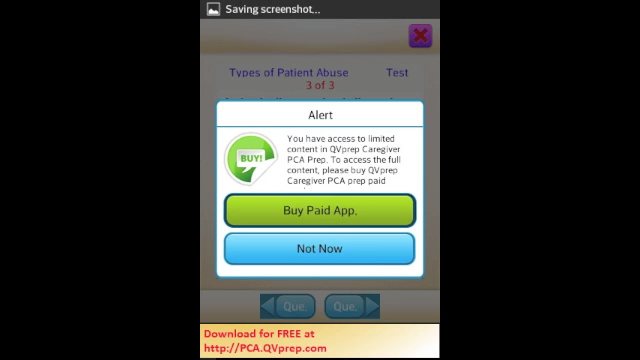 Saving screenshot...
Types of Patient Abuse Test
3 of 3
Alert
BUY!
You have access to limited
content in QVprep Caregiver
PCA Prep. To access the full
content, please buy QVprep
Caregiver PCA prep paid
Buy Paid App.
Not Now
Que. Que.
Download for FREE at
http://PCA.QVprep.com